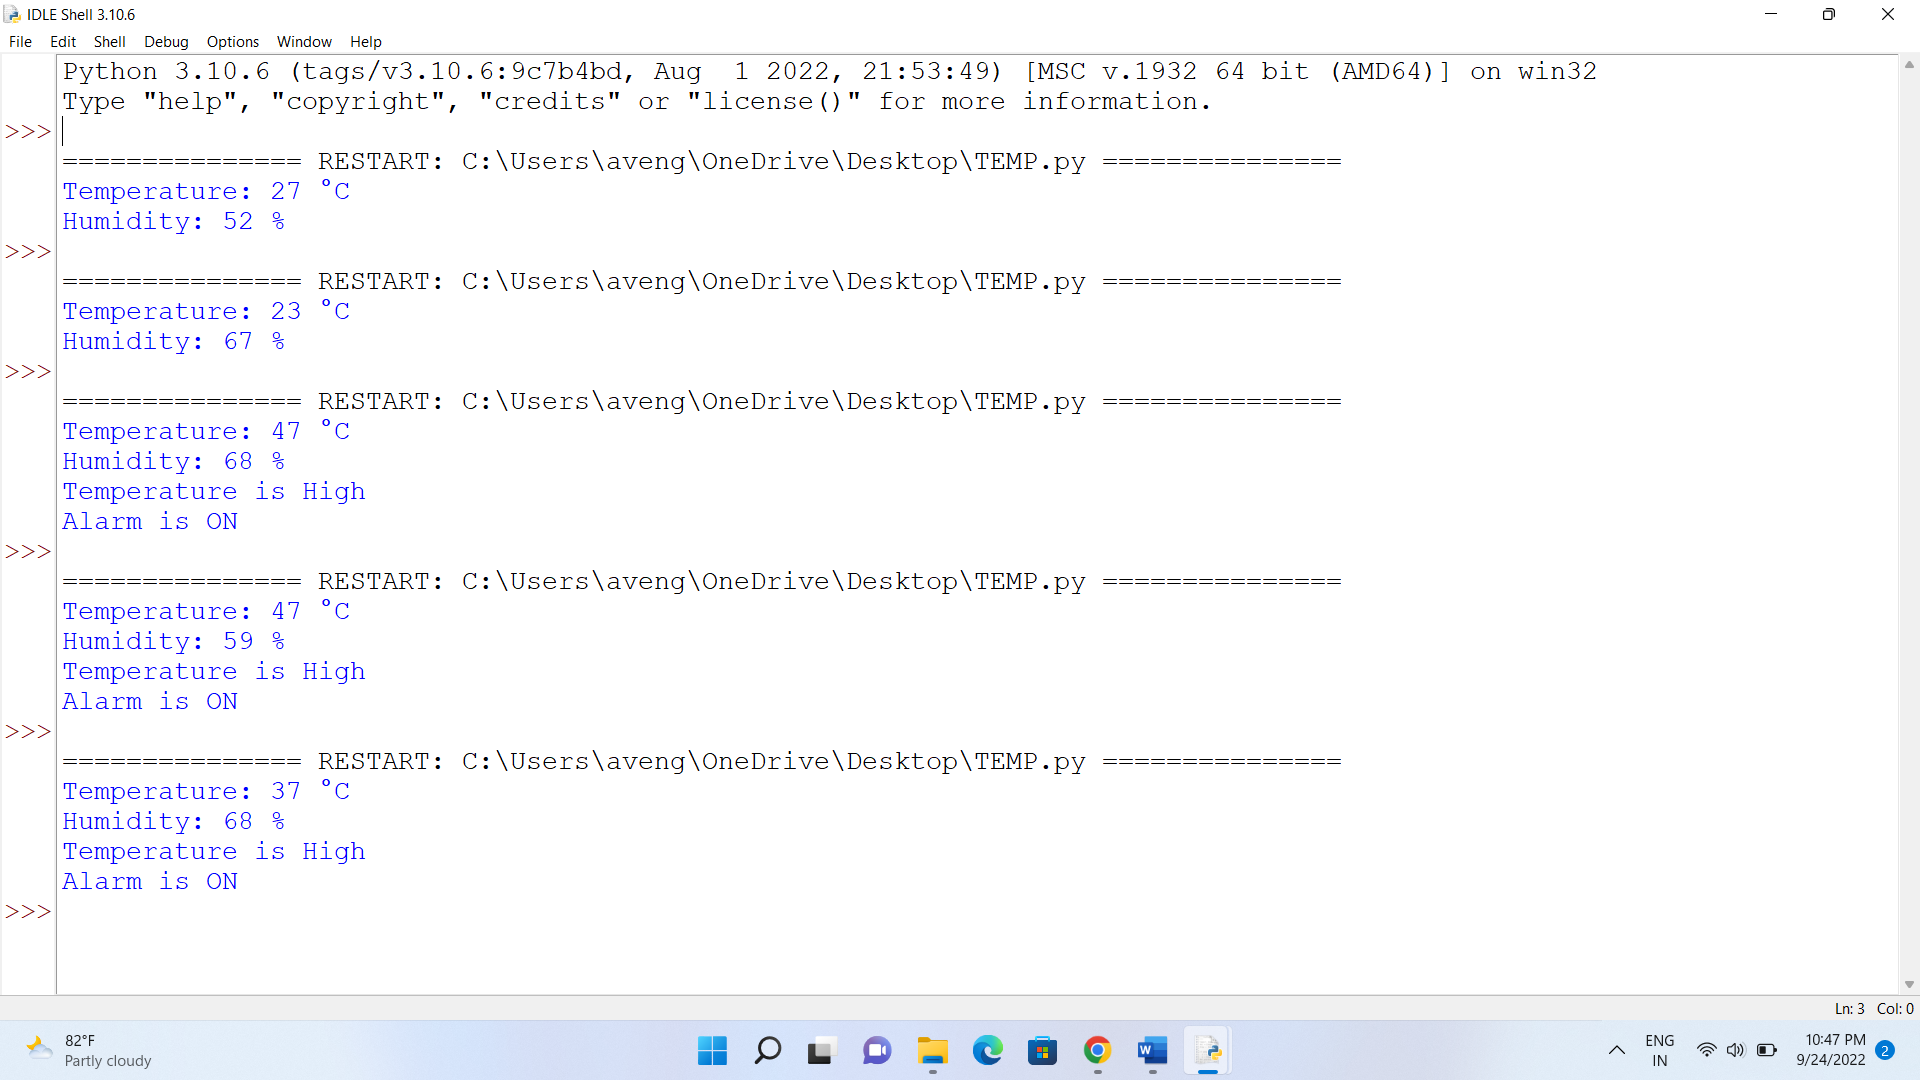 IDLE Shell 3.10.6
File Edit Shell Debug Options Window Help
Python 3.10.6 (tags/v3.10.6:9c7b4bd, Aug  1 2022, 21:53:49) [MSC v.1932 64 bit (AMD64)] on win32
Type "help", "copyright", "credits" or "license()" for more information.
>>>
=============== RESTART: C:\Users\aveng\OneDrive\Desktop\TEMP.py ===============
Temperature: 27 °C
Humidity: 52 %
>>>
=============== RESTART: C:\Users\aveng\OneDrive\Desktop\TEMP.py ===============
Temperature: 23 °C
Humidity: 67 %
>>>
=============== RESTART: C:\Users\aveng\OneDrive\Desktop\TEMP.py ===============
Temperature: 47 °C
Humidity: 68 %
Temperature is High
Alarm is ON
>>>
=============== RESTART: C:\Users\aveng\OneDrive\Desktop\TEMP.py ===============
Temperature: 47 °C
Humidity: 59 %
Temperature is High
Alarm is ON
>>>
=============== RESTART: C:\Users\aveng\OneDrive\Desktop\TEMP.py ===============
Temperature: 37 °C
Humidity: 68 %
Temperature is High
Alarm is ON
>>>
Ln: 3 Col: 0
82°F
Partly cloudy
W
ENG
IN
10:47 PM
9/24/2022
2